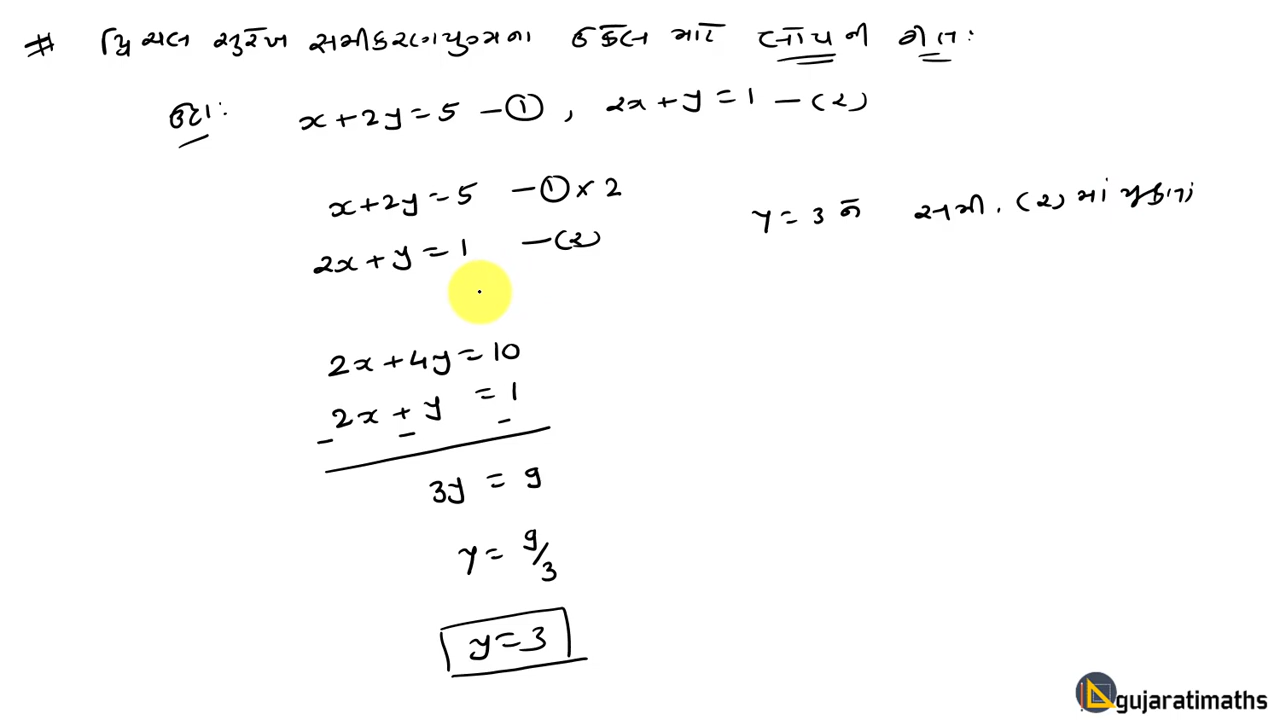 # દ્વિચલ સુરેખ સમીકરણયુગ્મના ઉકેલ માટે લોપની રીત:
ઉદા: x + 2y = 5 – ①, 2x + y = 1 – (2)
x + 2y = 5 – ① × 2
2x + y = 1 – (2)
2x + 4y = 10
2x + y = 1
– – –
3y = 9
y = 9/3
y = 3
y = 3 ને સમી. (2) માં મૂકતાં
gujaratimaths